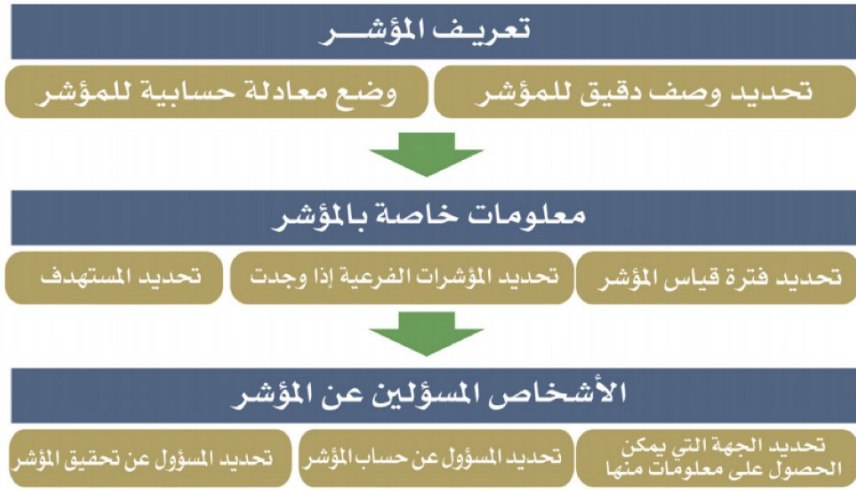 تعريف المؤشر
تحديد وصف دقيق للمؤشر
وضع معادلة حسابية للمؤشر
معلومات خاصة بالمؤشر
تحديد فترة قياس المؤشر
تحديد المؤشرات الفرعية إذا وجدت
تحديد المستهدف
الأشخاص المسؤلين عن المؤشر
تحديد الجهة التي يمكن
الحصول على معلومات منها
تحديد المسؤول عن حساب المؤشر
تحديد المسؤول عن تحقيق المؤشر